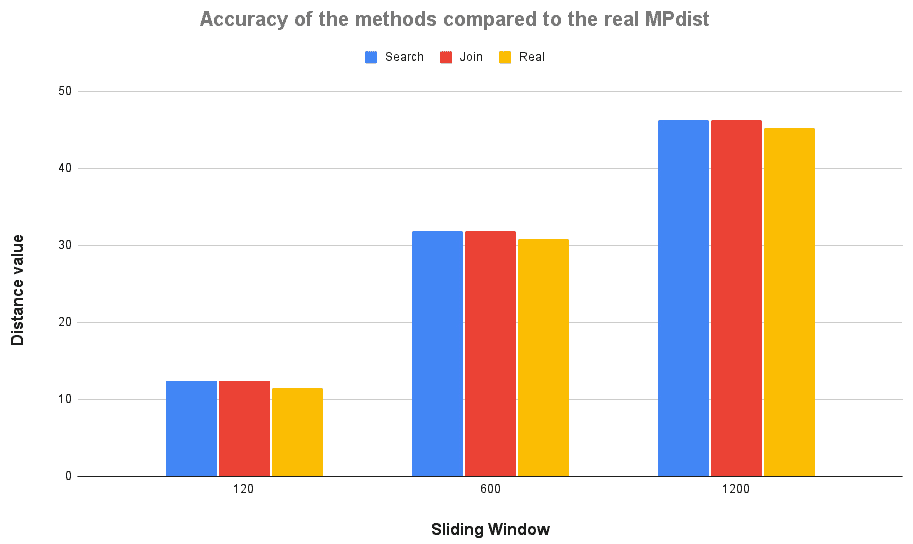 Accuracy of the methods compared to the real MPdist
Search Join Real
50
40
30
20
10
0
Distance value
120 600 1200
Sliding Window